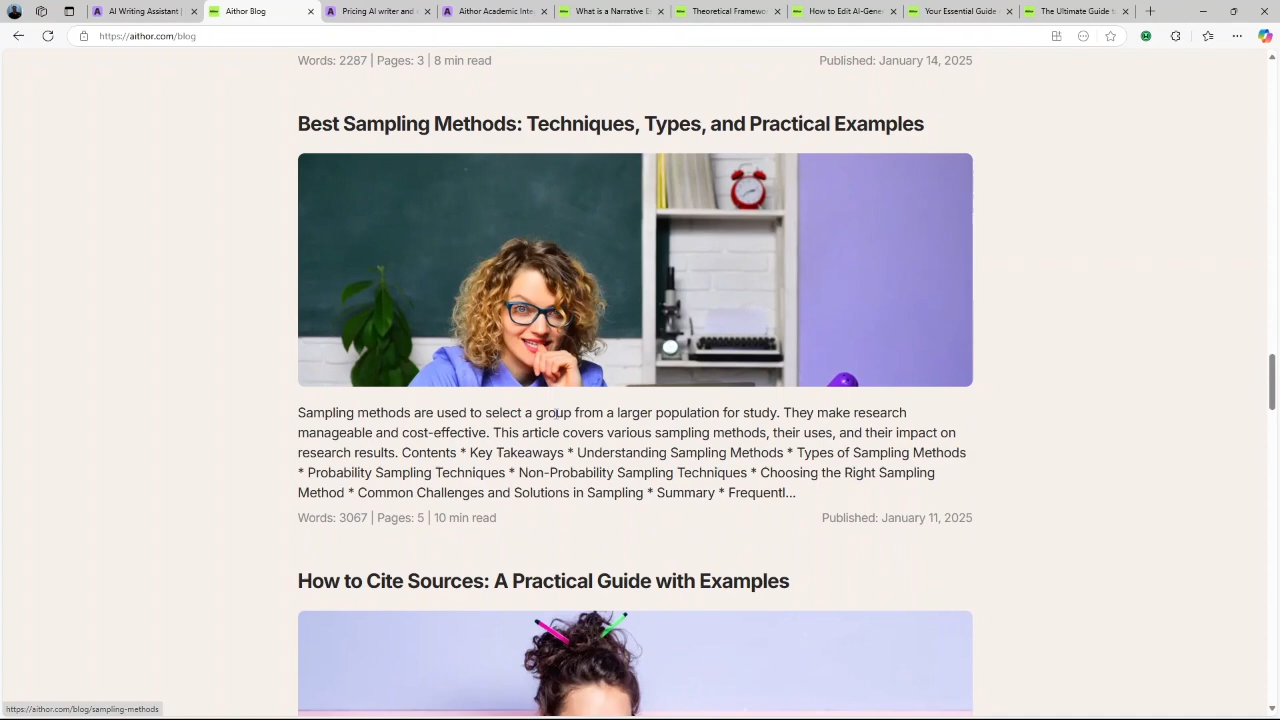 AI Writing Assistant |
Aithor Blog
Pricing AI writer and e
Aithor Academic Inte
What is a Narrative Es
Theoretical Framewor
How to Edit AI-Gener
Your Essential Guide
The Ultimate Guide
https://aithor.com/blog
Words: 2287 | Pages: 3 | 8 min read
Published: January 14, 2025
Best Sampling Methods: Techniques, Types, and Practical Examples
Sampling methods are used to select a group from a larger population for study. They make research
manageable and cost-effective. This article covers various sampling methods, their uses, and their impact on
research results. Contents * Key Takeaways * Understanding Sampling Methods * Types of Sampling Methods
* Probability Sampling Techniques * Non-Probability Sampling Techniques * Choosing the Right Sampling
Method * Common Challenges and Solutions in Sampling * Summary * Frequentl...
Words: 3067 | Pages: 5 | 10 min read
Published: January 11, 2025
How to Cite Sources: A Practical Guide with Examples
https://aithor.com/blog/sampling-methods